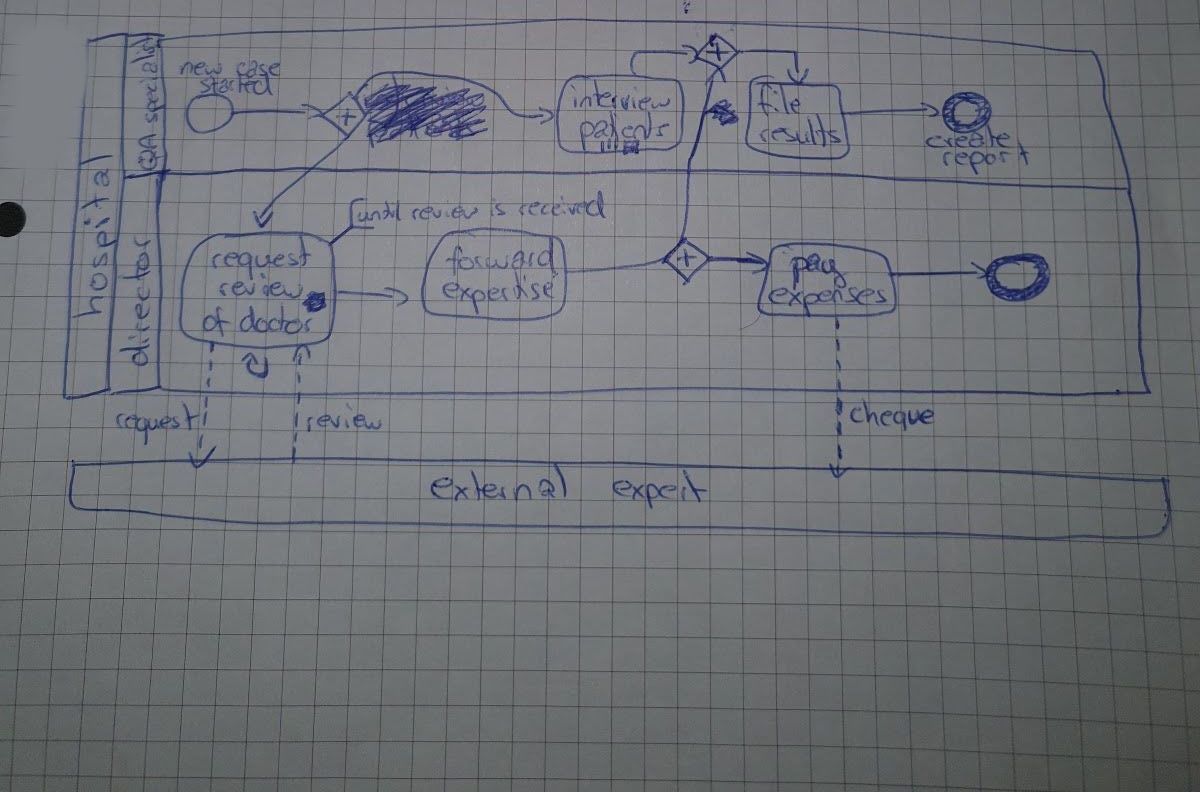 hospital
QA specialist
director
new case
started
interview
patients
file
results
create
report
until review is received
request
review
of doctor
forward
expertise
pay
expenses
request
review
cheque
external expert